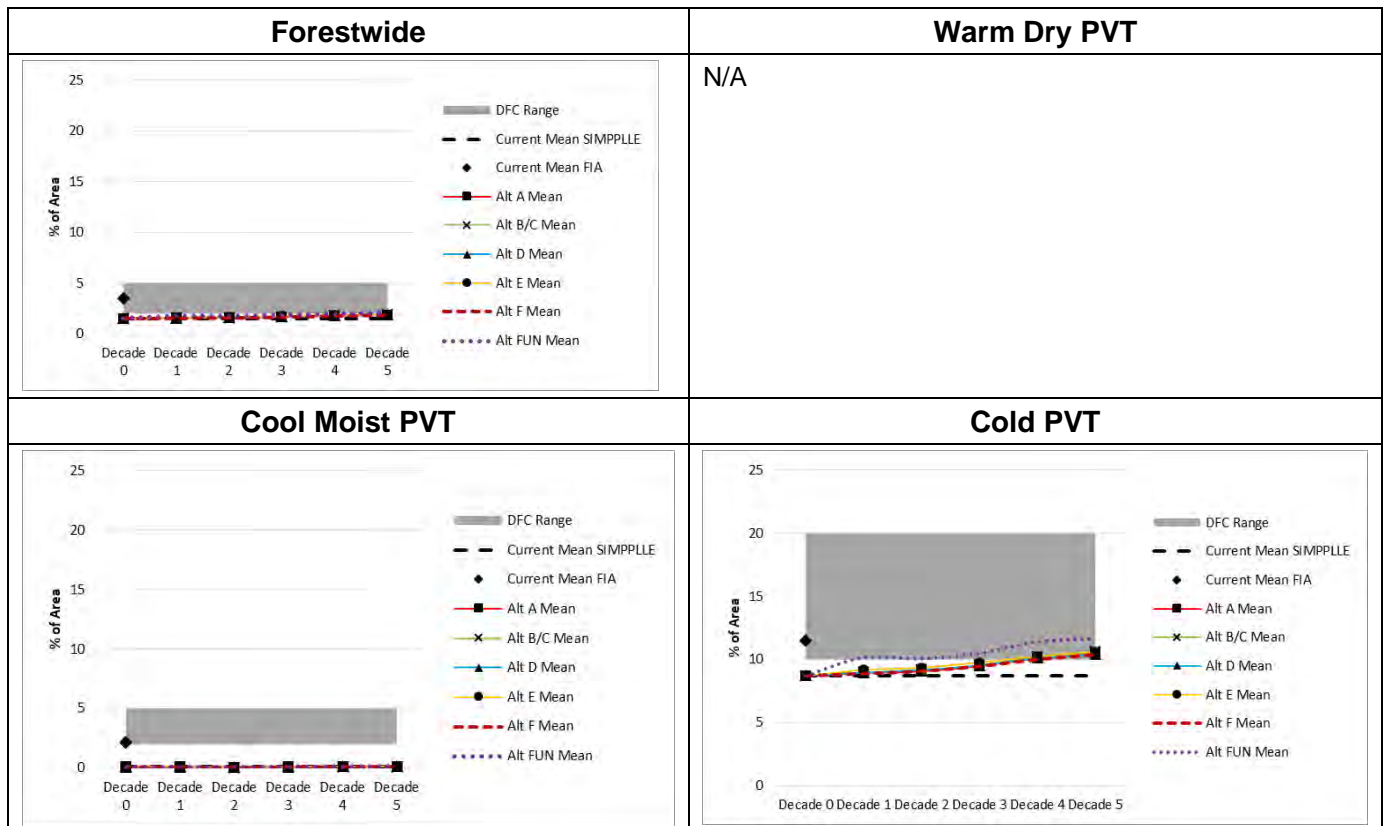 Forestwide
Warm Dry PVT
25
20
15
10
5
0
% of Area
Decade Decade Decade Decade Decade Decade
0 1 2 3 4 5
DFC Range
Current Mean SIMPPLLE
Current Mean FIA
Alt A Mean
Alt B/C Mean
Alt D Mean
Alt E Mean
Alt F Mean
Alt FUN Mean
N/A
Cool Moist PVT
Cold PVT
25
20
15
10
5
0
% of Area
Decade Decade Decade Decade Decade Decade
0 1 2 3 4 5
DFC Range
Current Mean SIMPPLLE
Current Mean FIA
Alt A Mean
Alt B/C Mean
Alt D Mean
Alt E Mean
Alt F Mean
Alt FUN Mean
25
20
15
10
5
0
% of Area
Decade 0 Decade 1 Decade 2 Decade 3 Decade 4 Decade 5
DFC Range
Current Mean SIMPPLLE
Current Mean FIA
Alt A Mean
Alt B/C Mean
Alt D Mean
Alt E Mean
Alt F Mean
Alt FUN Mean